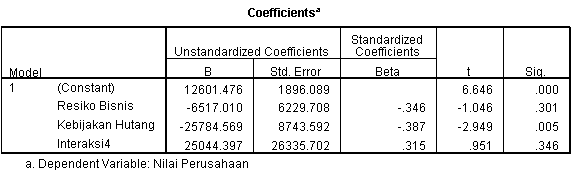 Coefficientsa
Unstandardized Coefficients Standardized Coefficients
Model B Std. Error Beta t Sig.
1 (Constant) 12601.476 1896.089 6.646 .000
Resiko Bisnis -6517.010 6229.708 -.346 -1.046 .301
Kebijakan Hutang -25784.569 8743.592 -.387 -2.949 .005
Interaksi4 25044.397 26335.702 .315 .951 .346
a. Dependent Variable: Nilai Perusahaan